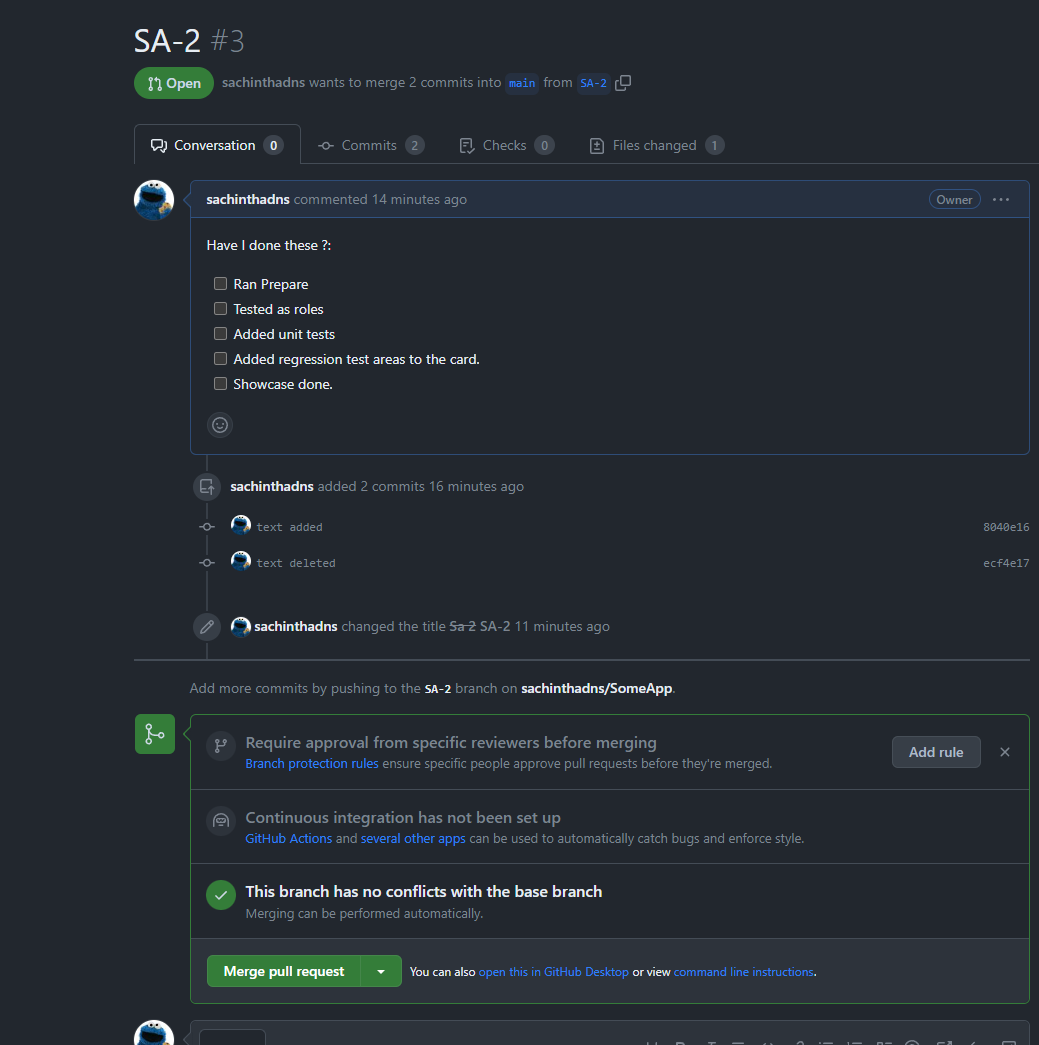 SA-2 #3
Open sachinthadns wants to merge 2 commits into main from SA-2
Conversation 0 Commits 2 Checks 0 Files changed 1
sachinthadns commented 14 minutes ago Owner
Have I done these ?:
Ran Prepare
Tested as roles
Added unit tests
Added regression test areas to the card.
Showcase done.
sachinthadns added 2 commits 16 minutes ago
text added 8040e16
text deleted ecf4e17
sachinthadns changed the title Sa 2 SA-2 11 minutes ago
Add more commits by pushing to the SA-2 branch on sachinthadns/SomeApp.
Require approval from specific reviewers before merging
Branch protection rules ensure specific people approve pull requests before they're merged.
Add rule
Continuous integration has not been set up
GitHub Actions and several other apps can be used to automatically catch bugs and enforce style.
This branch has no conflicts with the base branch
Merging can be performed automatically.
Merge pull request You can also open this in GitHub Desktop or view command line instructions.